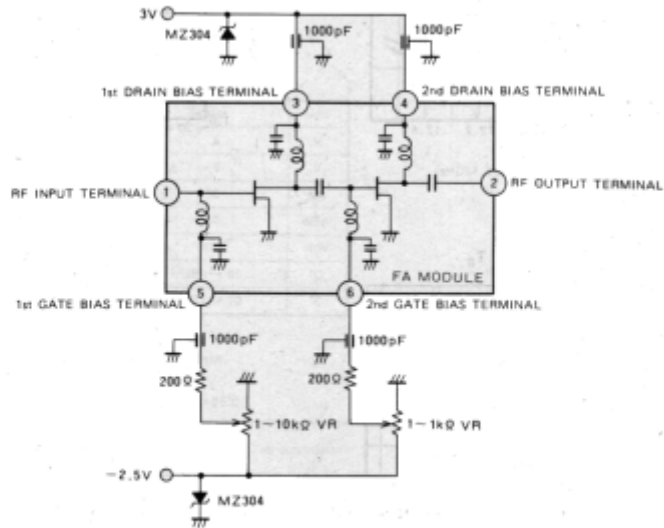 3V
MZ304
1000pF
1000pF
1st DRAIN BIAS TERMINAL
2nd DRAIN BIAS TERMINAL
3
4
1
RF INPUT TERMINAL
2
RF OUTPUT TERMINAL
FA MODULE
1st GATE BIAS TERMINAL
5
6
2nd GATE BIAS TERMINAL
1000pF
1000pF
200Ω
200Ω
1~10kΩ VR
1~1kΩ VR
-2.5V
MZ304